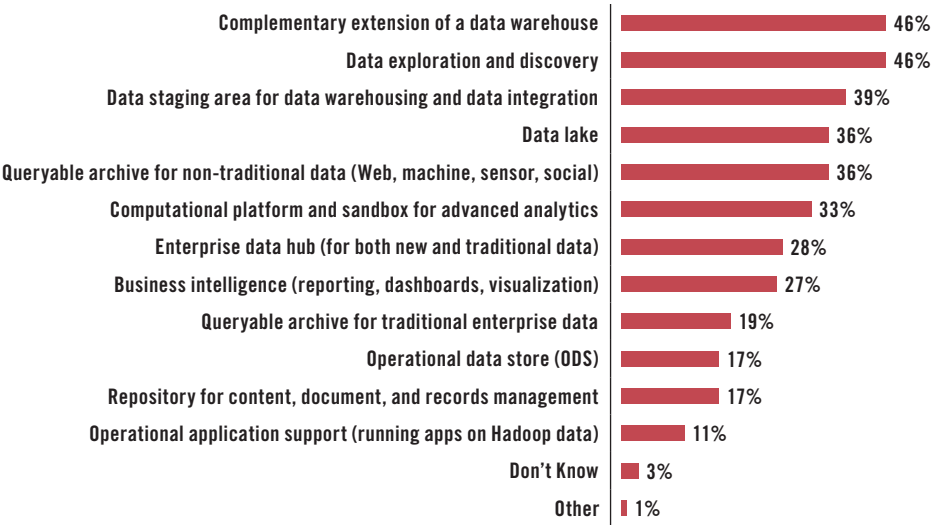 Complementary extension of a data warehouse 46%
Data exploration and discovery 46%
Data staging area for data warehousing and data integration 39%
Data lake 36%
Queryable archive for non-traditional data (Web, machine, sensor, social) 36%
Computational platform and sandbox for advanced analytics 33%
Enterprise data hub (for both new and traditional data) 28%
Business intelligence (reporting, dashboards, visualization) 27%
Queryable archive for traditional enterprise data 19%
Operational data store (ODS) 17%
Repository for content, document, and records management 17%
Operational application support (running apps on Hadoop data) 11%
Don’t Know 3%
Other 1%